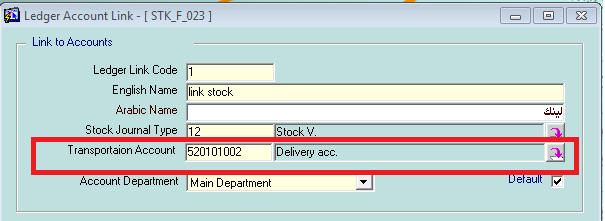 Ledger Account Link - [ STK_F_023 ]
Link to Accounts
Ledger Link Code 1
English Name link stock
Arabic Name لينك
Stock Journal Type 12 Stock V.
Transportaion Account 520101002 Delivery acc.
Account Department Main Department Default